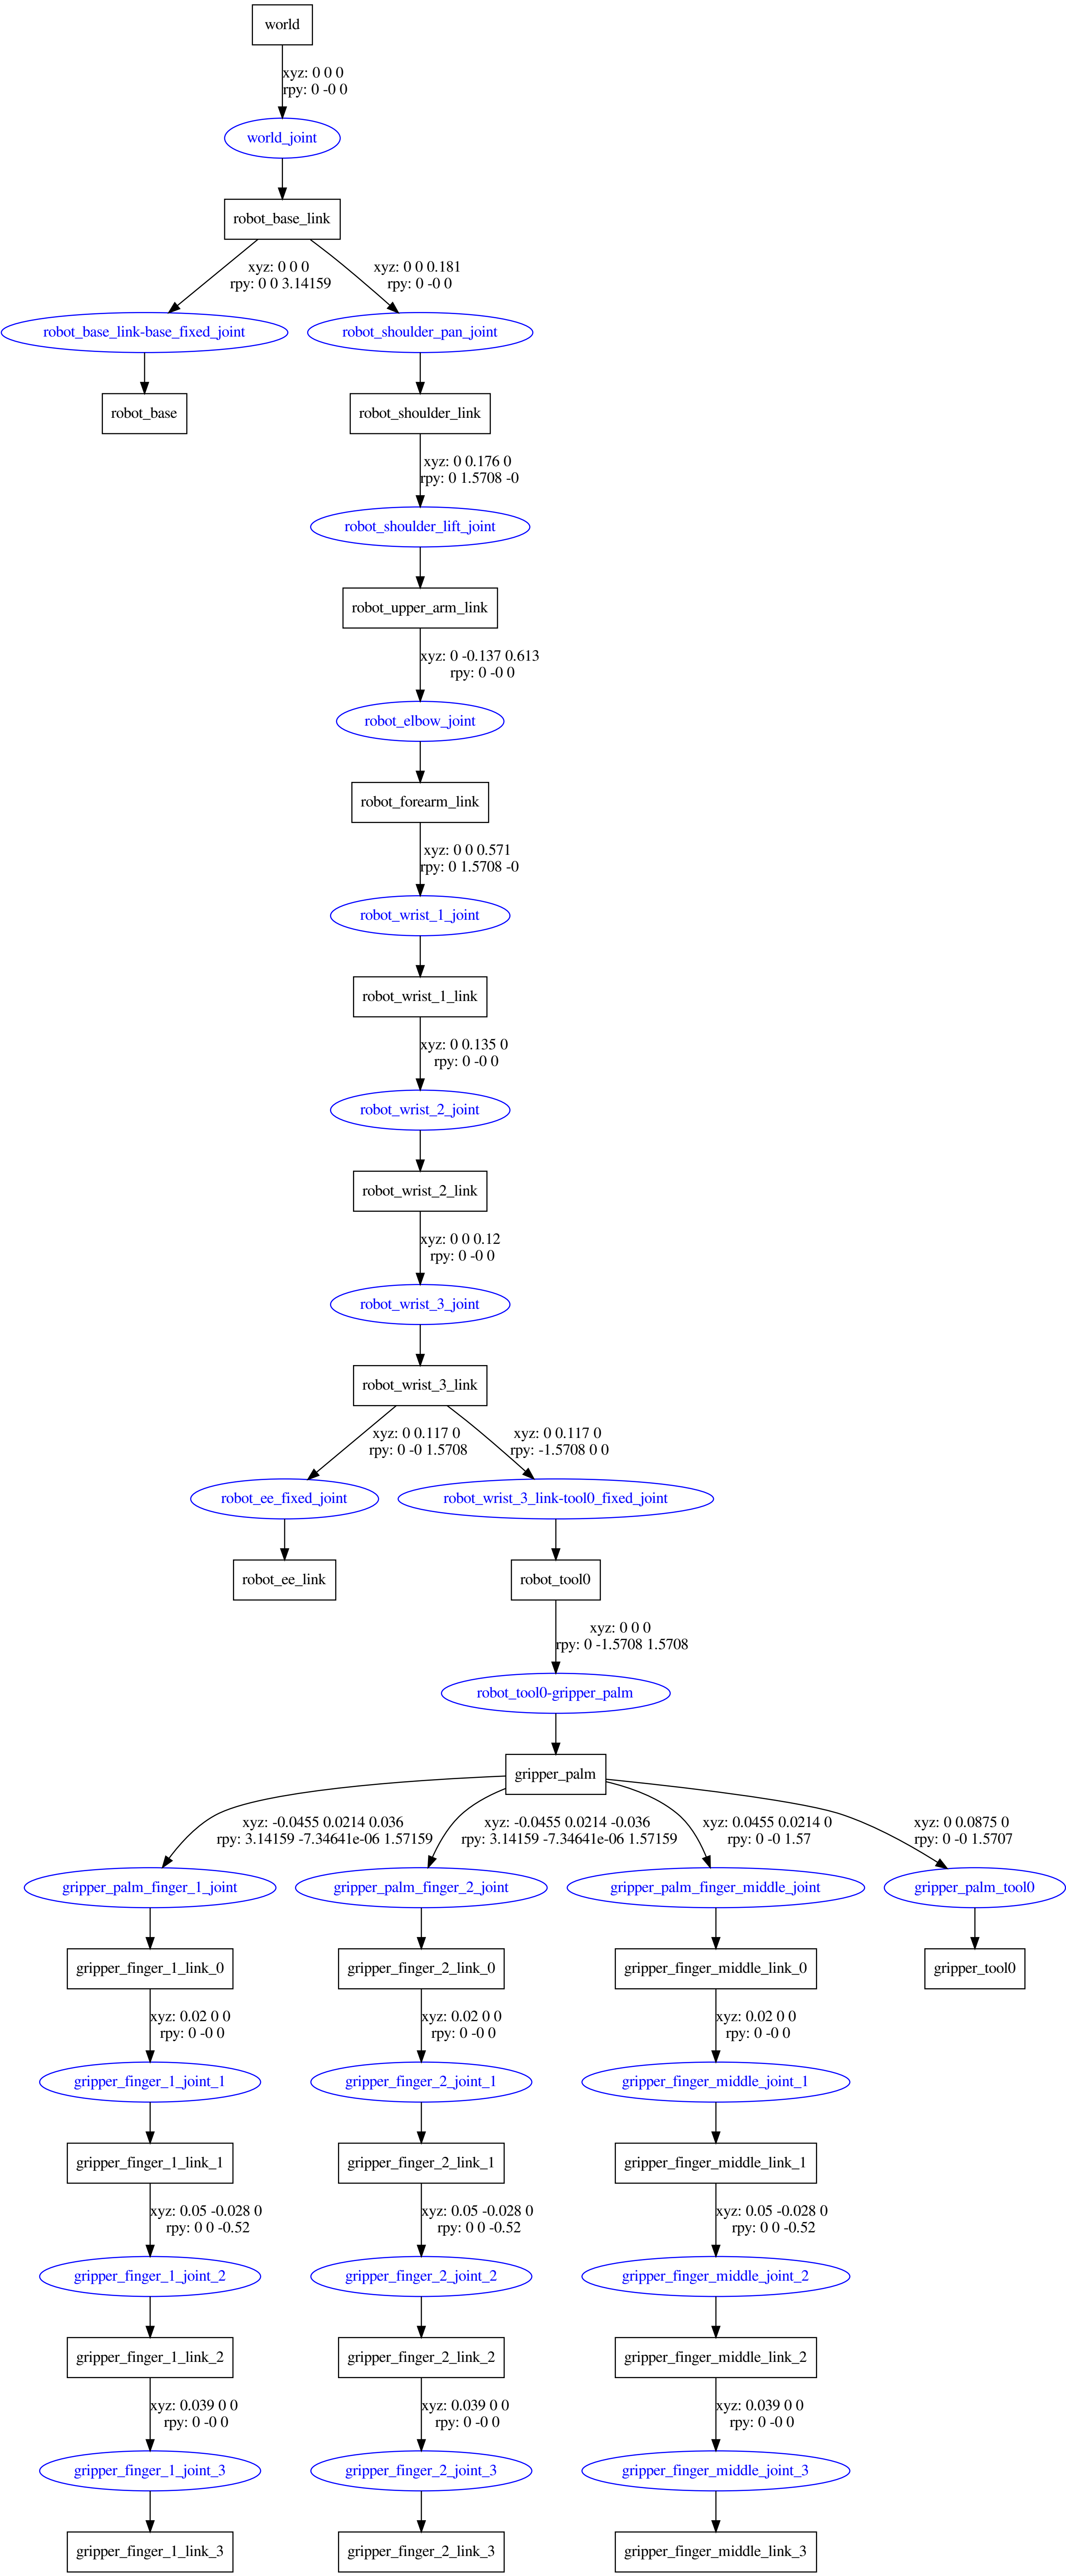 world
xyz: 0 0 0
rpy: 0 -0 0
world_joint
robot_base_link
xyz: 0 0 0
rpy: 0 0 3.14159
xyz: 0 0 0.181
rpy: 0 -0 0
robot_base_link-base_fixed_joint
robot_shoulder_pan_joint
robot_base
robot_shoulder_link
xyz: 0 0.176 0
rpy: 0 1.5708 -0
robot_shoulder_lift_joint
robot_upper_arm_link
xyz: 0 -0.137 0.613
rpy: 0 -0 0
robot_elbow_joint
robot_forearm_link
xyz: 0 0 0.571
rpy: 0 1.5708 -0
robot_wrist_1_joint
robot_wrist_1_link
xyz: 0 0.135 0
rpy: 0 -0 0
robot_wrist_2_joint
robot_wrist_2_link
xyz: 0 0 0.12
rpy: 0 -0 0
robot_wrist_3_joint
robot_wrist_3_link
xyz: 0 0.117 0
rpy: 0 -0 1.5708
xyz: 0 0.117 0
rpy: -1.5708 0 0
robot_ee_fixed_joint
robot_wrist_3_link-tool0_fixed_joint
robot_ee_link
robot_tool0
xyz: 0 0 0
rpy: 0 -1.5708 1.5708
robot_tool0-gripper_palm
gripper_palm
xyz: -0.0455 0.0214 0.036
rpy: 3.14159 -7.34641e-06 1.57159
xyz: -0.0455 0.0214 -0.036
rpy: 3.14159 -7.34641e-06 1.57159
xyz: 0.0455 0.0214 0
rpy: 0 -0 1.57
xyz: 0 0.0875 0
rpy: 0 -0 1.5707
gripper_palm_finger_1_joint
gripper_palm_finger_2_joint
gripper_palm_finger_middle_joint
gripper_palm_tool0
gripper_finger_1_link_0
gripper_finger_2_link_0
gripper_finger_middle_link_0
gripper_tool0
xyz: 0.02 0 0
rpy: 0 -0 0
xyz: 0.02 0 0
rpy: 0 -0 0
xyz: 0.02 0 0
rpy: 0 -0 0
gripper_finger_1_joint_1
gripper_finger_2_joint_1
gripper_finger_middle_joint_1
gripper_finger_1_link_1
gripper_finger_2_link_1
gripper_finger_middle_link_1
xyz: 0.05 -0.028 0
rpy: 0 0 -0.52
xyz: 0.05 -0.028 0
rpy: 0 0 -0.52
xyz: 0.05 -0.028 0
rpy: 0 0 -0.52
gripper_finger_1_joint_2
gripper_finger_2_joint_2
gripper_finger_middle_joint_2
gripper_finger_1_link_2
gripper_finger_2_link_2
gripper_finger_middle_link_2
xyz: 0.039 0 0
rpy: 0 -0 0
xyz: 0.039 0 0
rpy: 0 -0 0
xyz: 0.039 0 0
rpy: 0 -0 0
gripper_finger_1_joint_3
gripper_finger_2_joint_3
gripper_finger_middle_joint_3
gripper_finger_1_link_3
gripper_finger_2_link_3
gripper_finger_middle_link_3